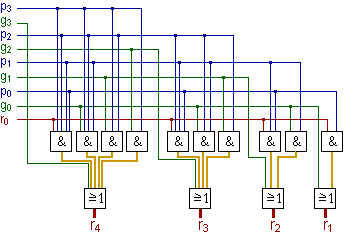 p3
g3
p2
g2
p1
g1
p0
g0
r0
& & & & & & & & & &
≥1 ≥1 ≥1 ≥1
r4 r3 r2 r1